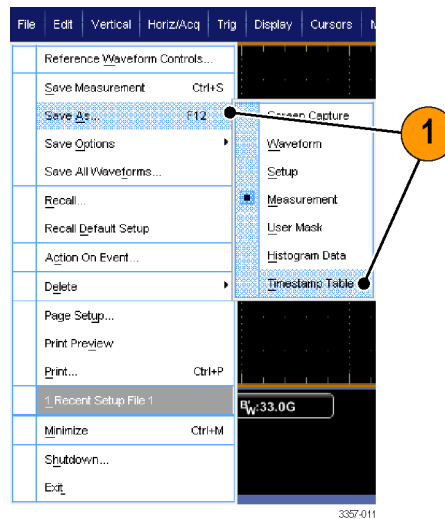 File Edit Vertical Horiz/Acq Trig Display Cursors
Reference Waveform Controls...
Save Measurement Ctrl+S
Save As... F12
Save Options
Save All Waveforms...
Recall...
Recall Default Setup
Action On Event...
Delete
Page Setup...
Print Preview
Print... Ctrl+P
1 Recent Setup File 1
Minimize Ctrl+M
Shutdown...
Exit
Screen Capture
Waveform
Setup
Measurement
User Mask
Histogram Data
Timestamp Table
1
BW:33.0G
3357-011